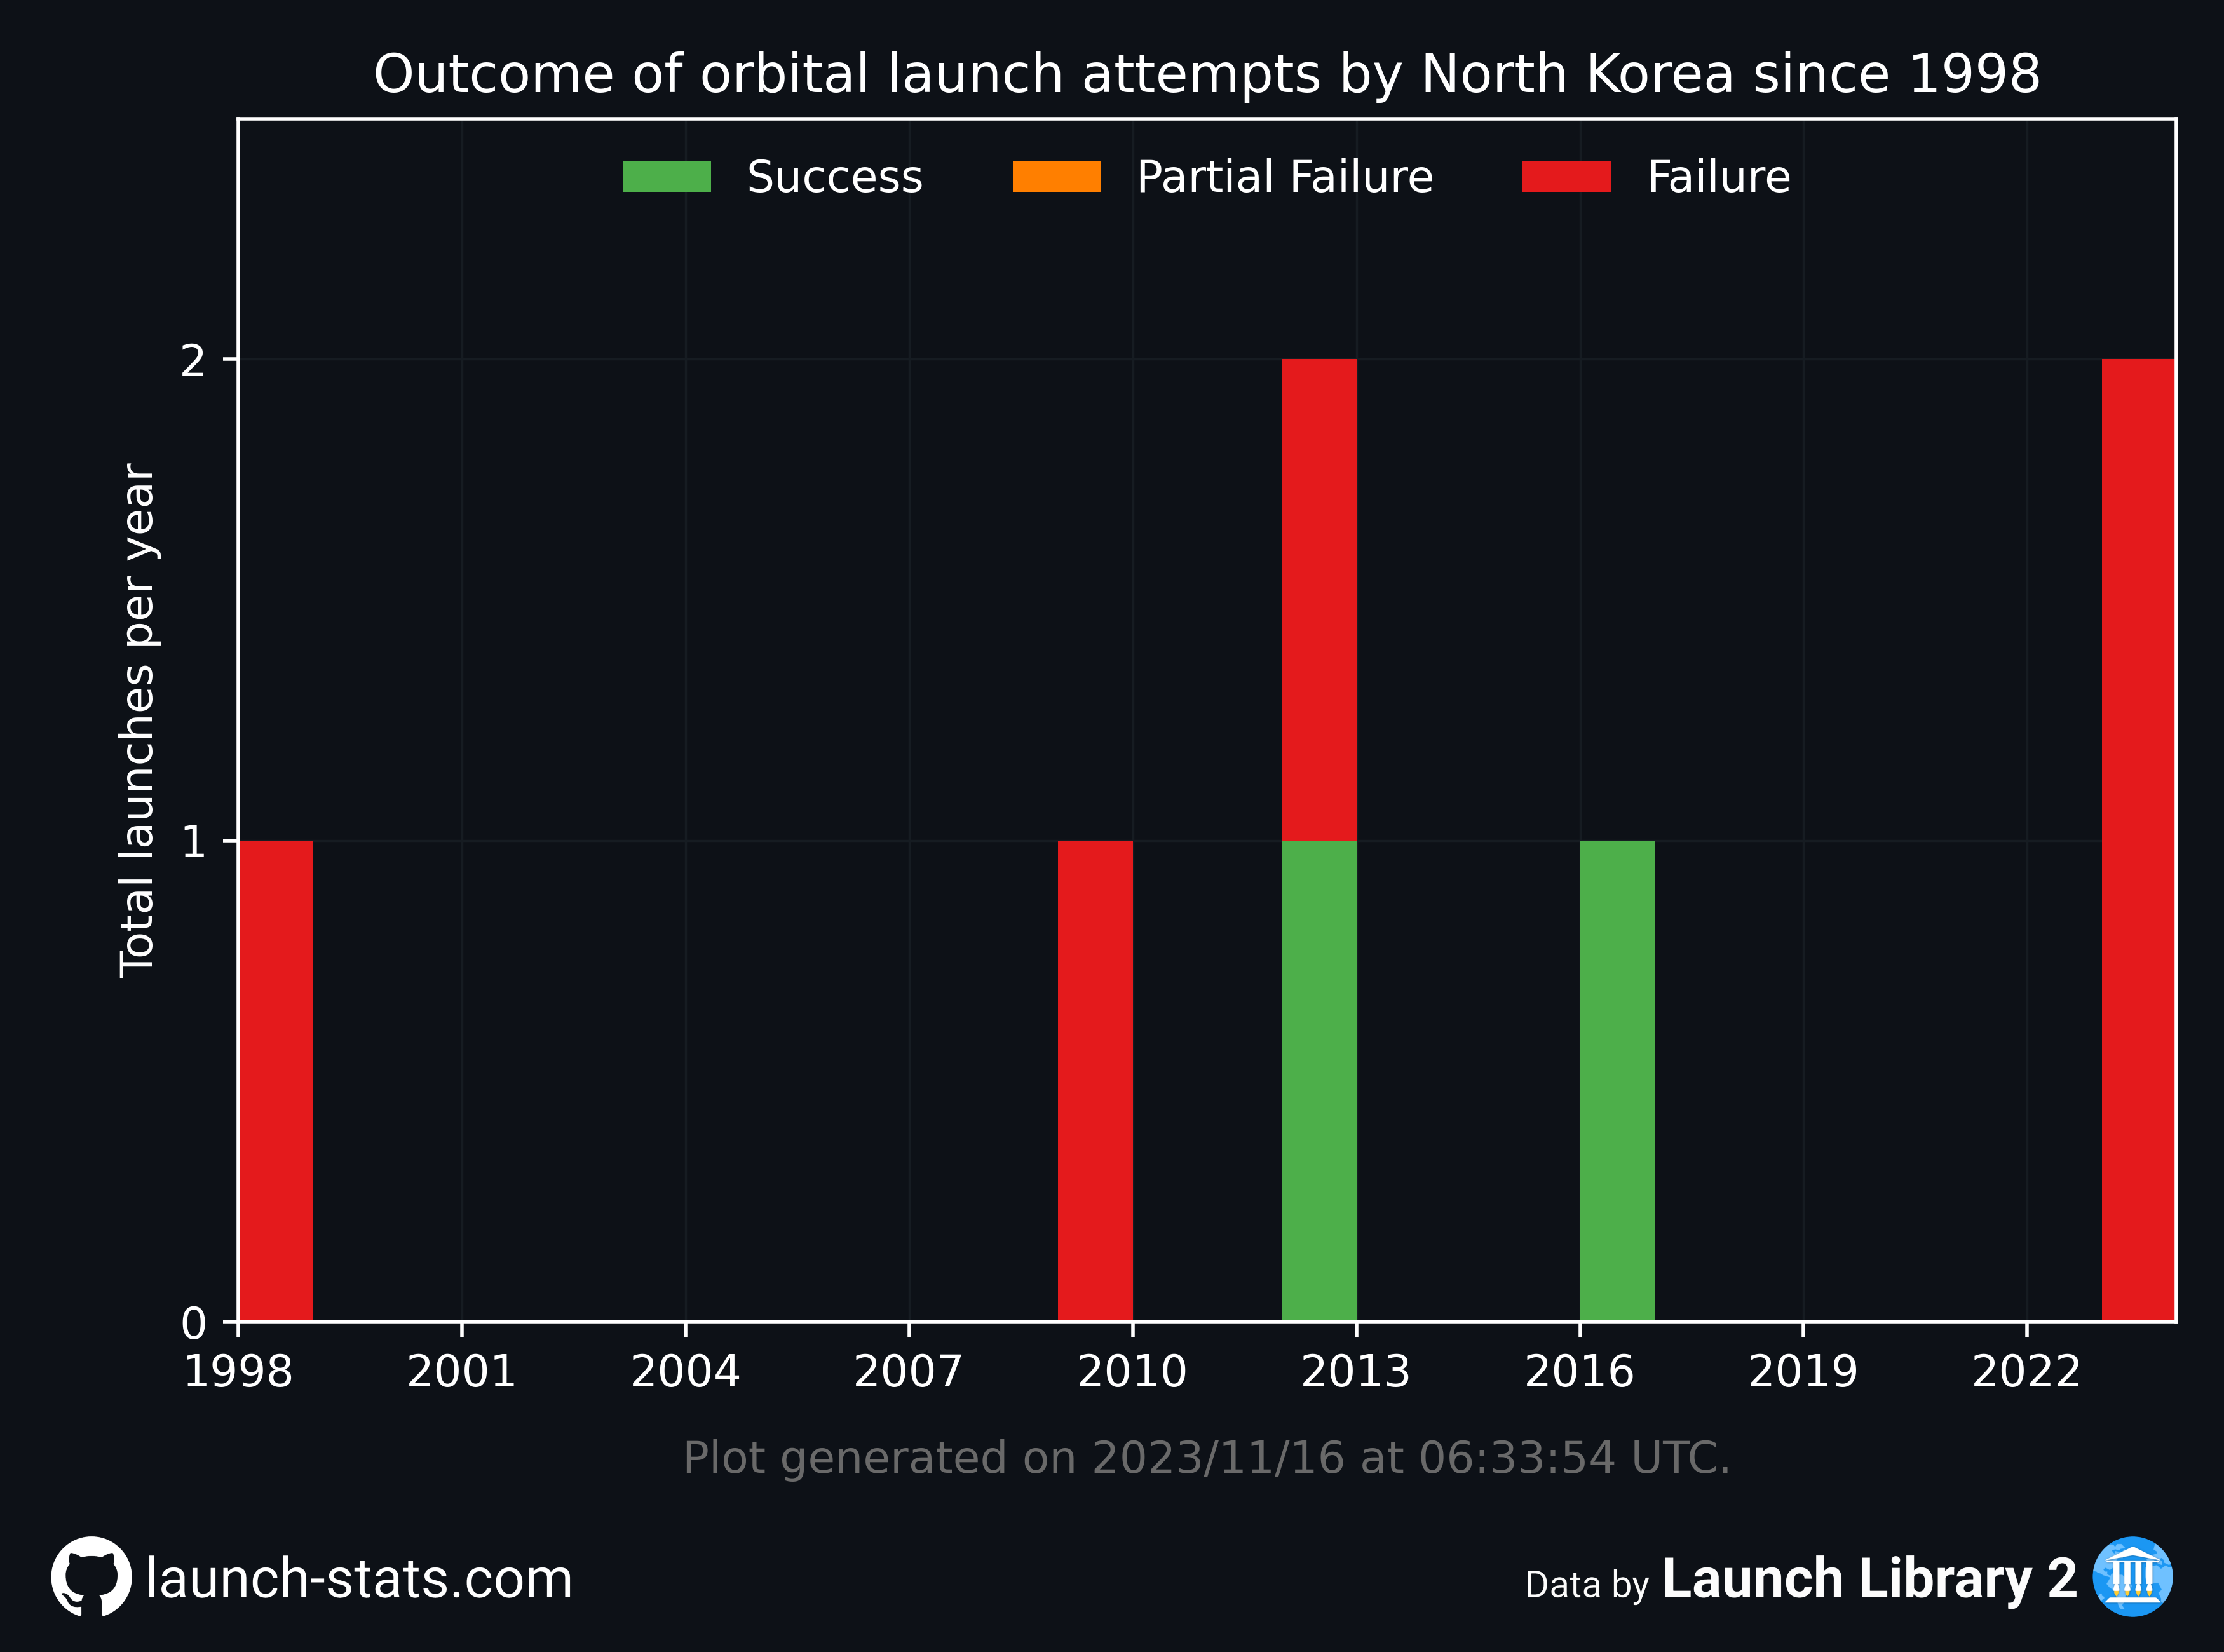 Outcome of orbital launch attempts by North Korea since 1998
Success Partial Failure Failure
Total launches per year
2
1
0
1998 2001 2004 2007 2010 2013 2016 2019 2022
Plot generated on 2023/11/16 at 06:33:54 UTC.
launch-stats.com
Data by Launch Library 2